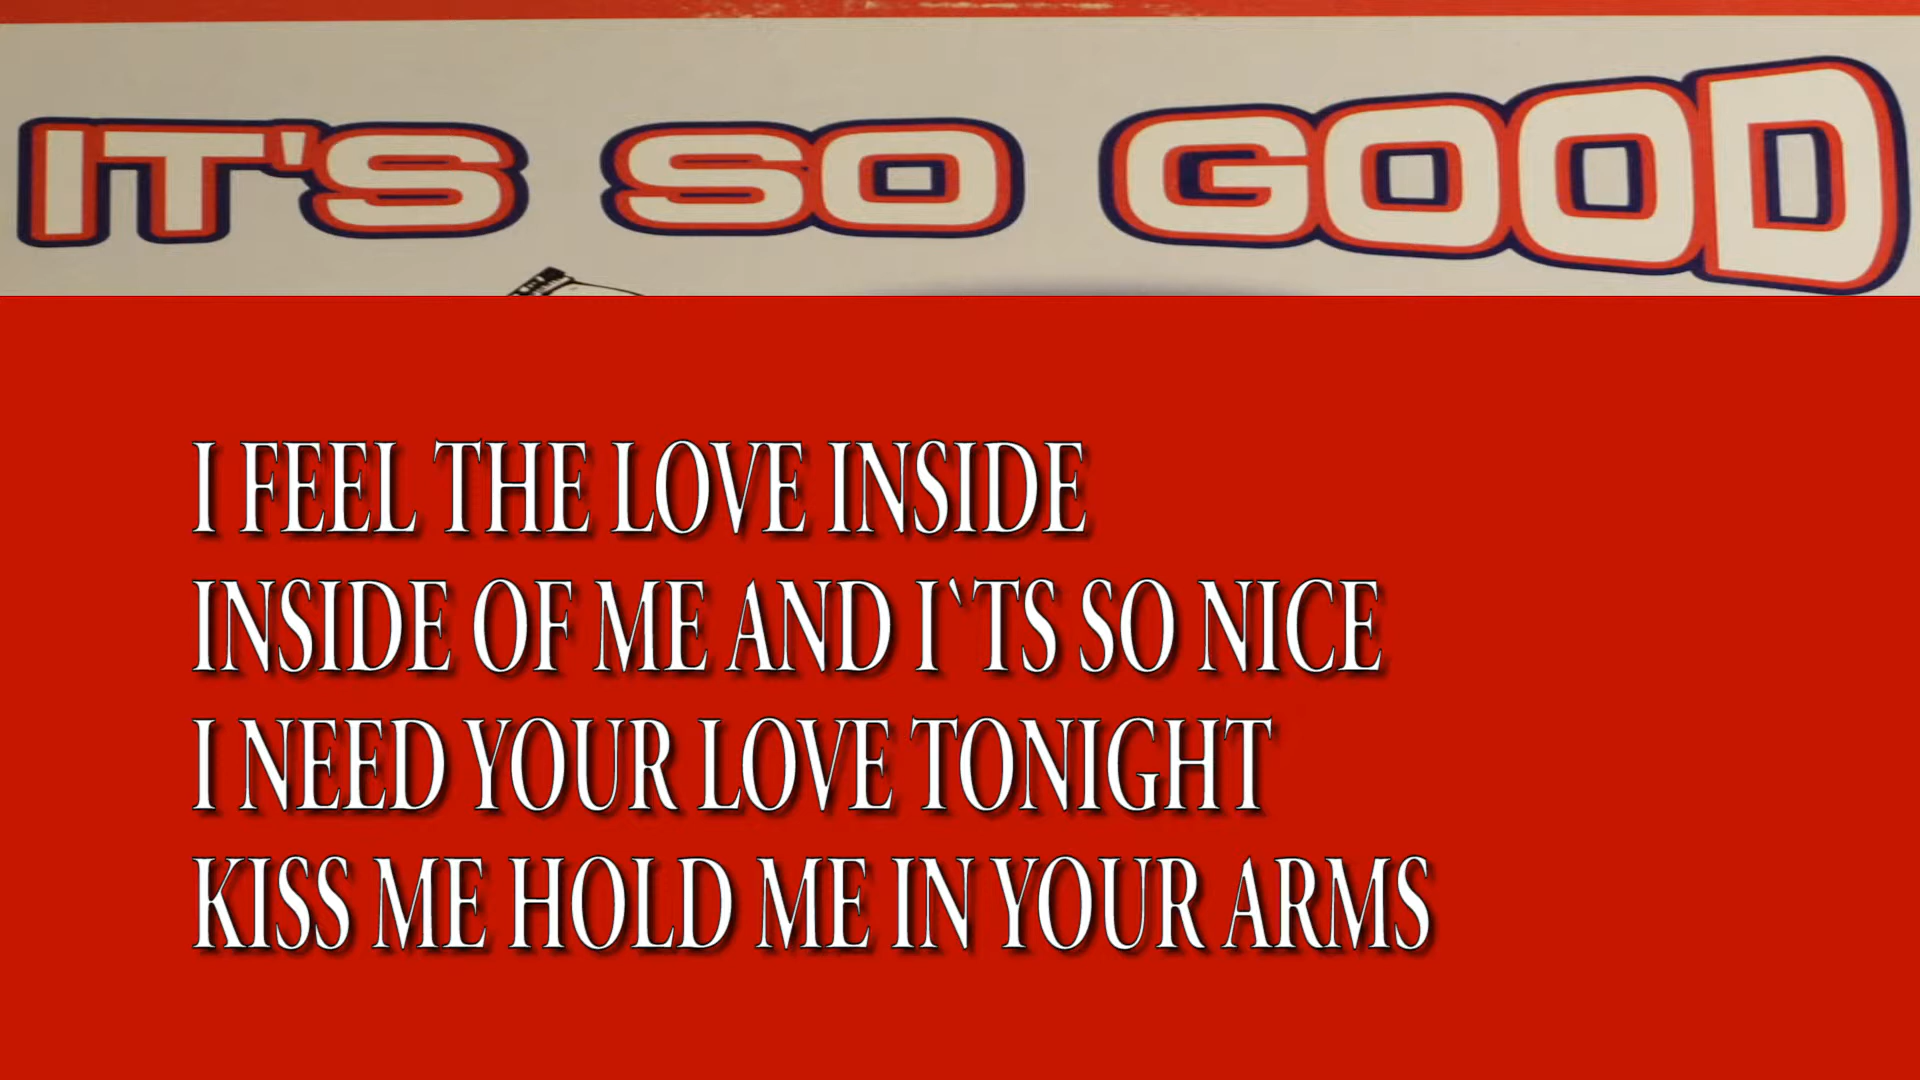 IT'S SO GOOD
I FEEL THE LOVE INSIDE
INSIDE OF ME AND I`TS SO NICE
I NEED YOUR LOVE TONIGHT
KISS ME HOLD ME IN YOUR ARMS